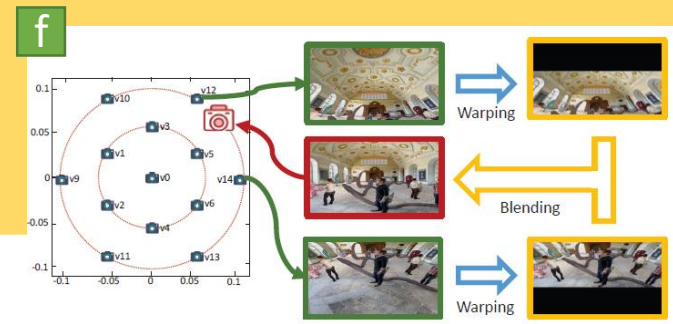 f
0.1
0.05
0
-0.05
-0.1
-0.1
-0.05
0
0.05
0.1
v10
v12
v3
v1
v5
v9
v0
v14
v2
v6
v4
v11
v13
Warping
Blending
Warping